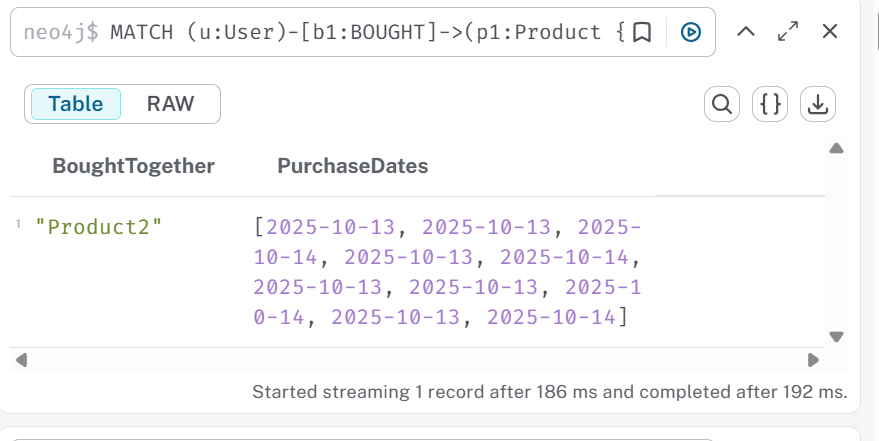 neo4j$ MATCH (u:User)-[b1:BOUGHT]->(p1:Product {
Table RAW
{}
BoughtTogether PurchaseDates
1 "Product2" [2025-10-13, 2025-10-13, 2025-
10-14, 2025-10-13, 2025-10-14,
2025-10-13, 2025-10-13, 2025-1
0-14, 2025-10-13, 2025-10-14]
Started streaming 1 record after 186 ms and completed after 192 ms.